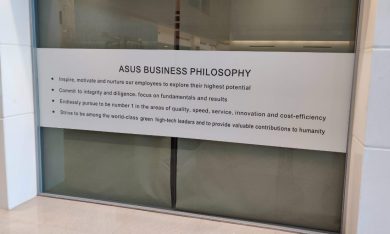 ASUS BUSINESS PHILOSOPHY
• Inspire, motivate and nurture our employees to explore their highest potential
• Commit to integrity and diligence, focus on fundamentals and results
• Endlessly pursue to be number 1 in the areas of quality, speed, service, innovation and cost-efficiency
• Strive to be among the world-class green high-tech leaders and to provide valuable contributions to humanity